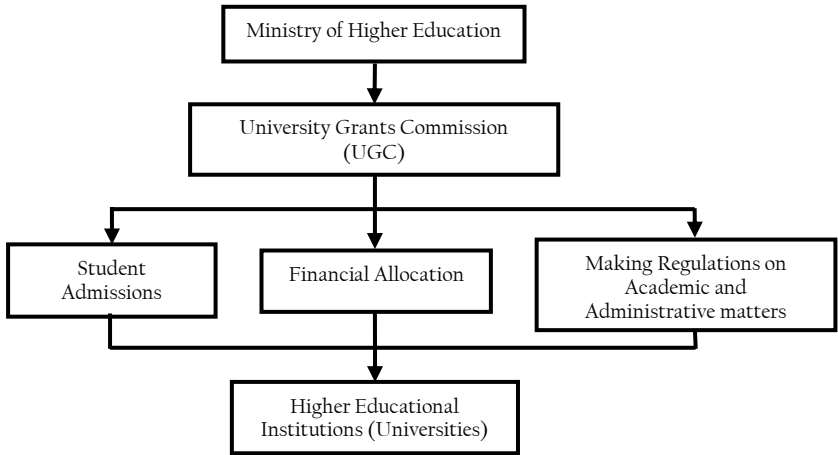 Ministry of Higher Education
University Grants Commission
(UGC)
Student
Admissions
Financial Allocation
Making Regulations on
Academic and
Administrative matters
Higher Educational
Institutions (Universities)